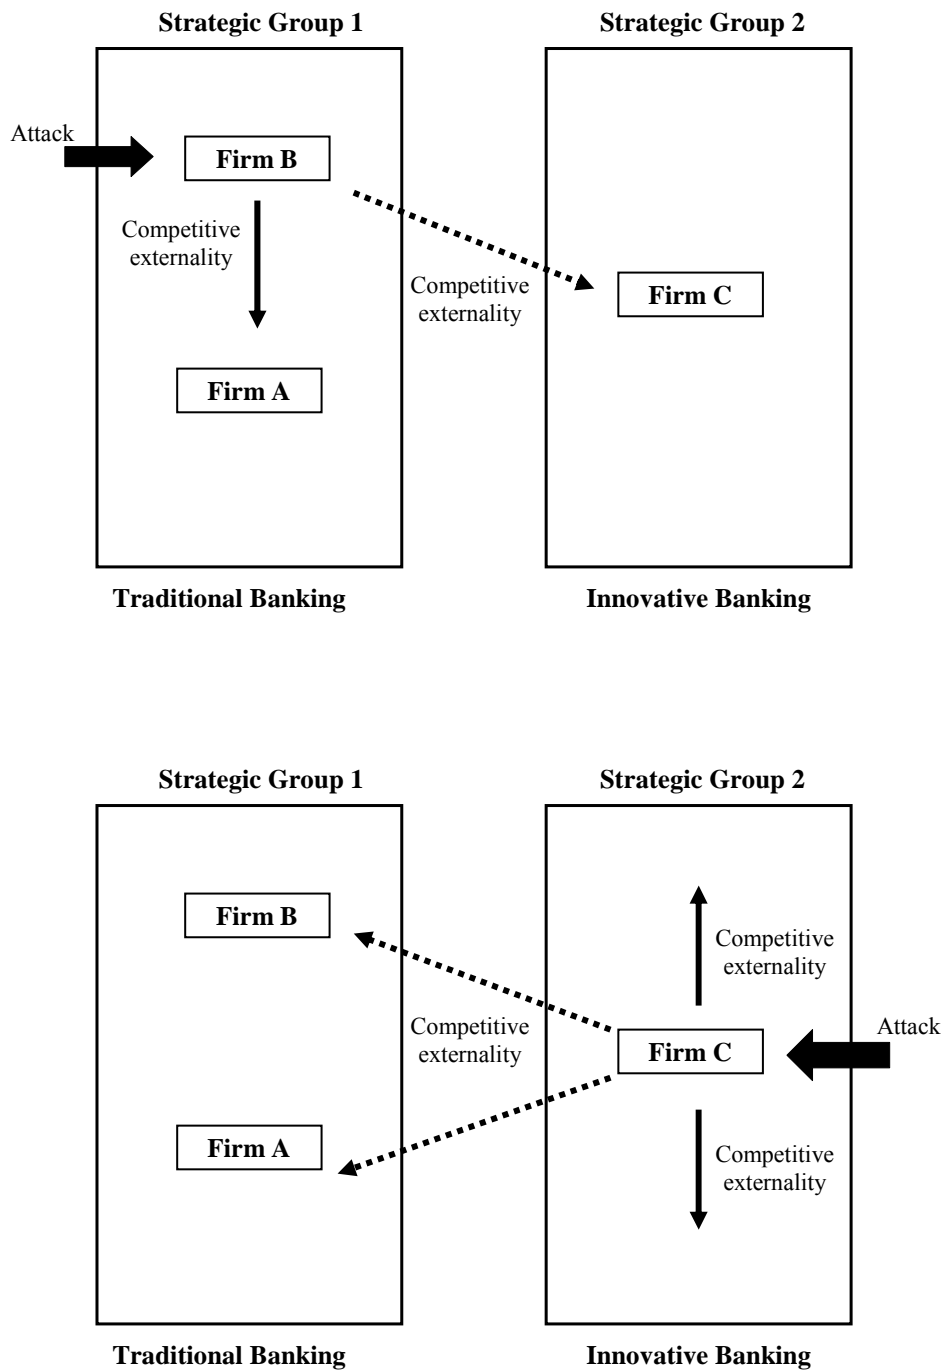 Strategic Group 1
Strategic Group 2
Attack
Firm B
Competitive
externality
Competitive
externality
Firm C
Firm A
Traditional Banking
Innovative Banking
Strategic Group 1
Strategic Group 2
Firm B
Competitive
externality
Competitive
externality
Firm C
Attack
Firm A
Competitive
externality
Traditional Banking
Innovative Banking